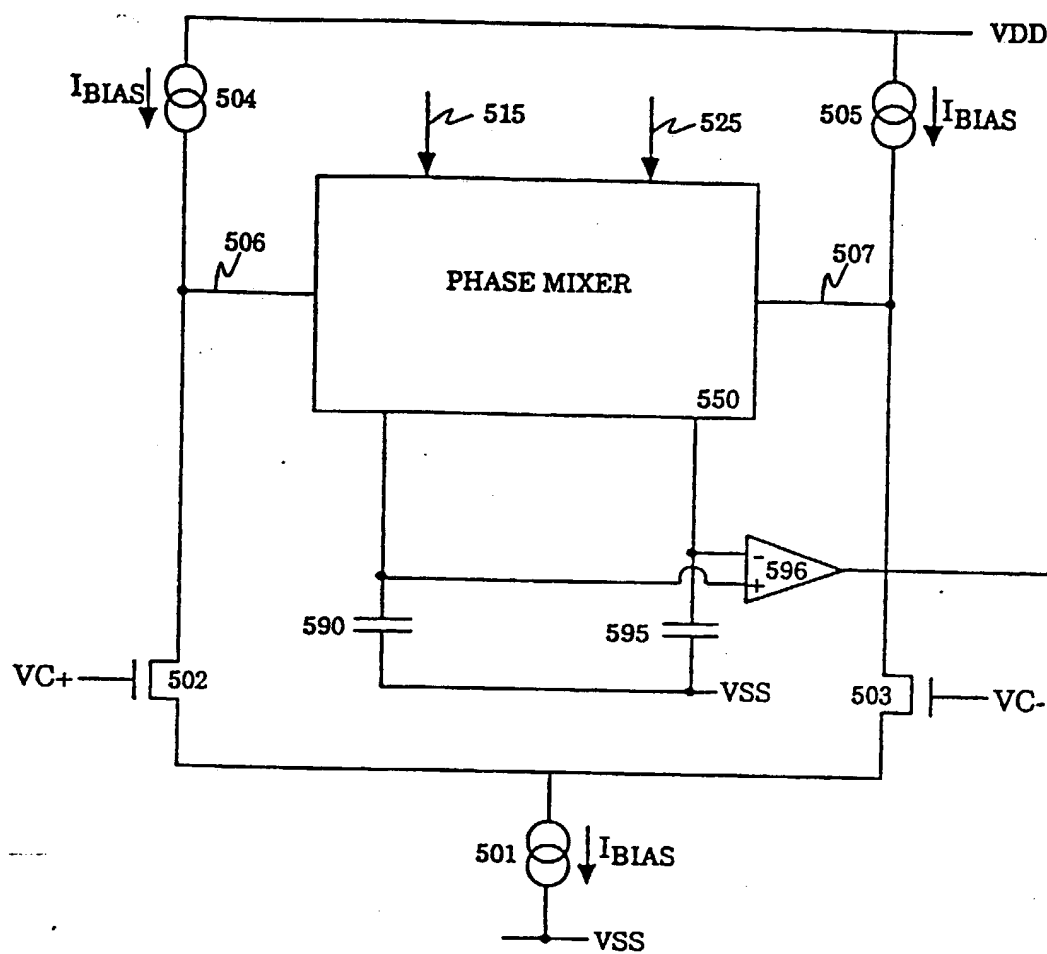 VDD
IBIAS
504
515
525
505
IBIAS
506
507
PHASE MIXER
550
-
596
+
590
595
VC+
502
VSS
503
VC-
501
IBIAS
VSS